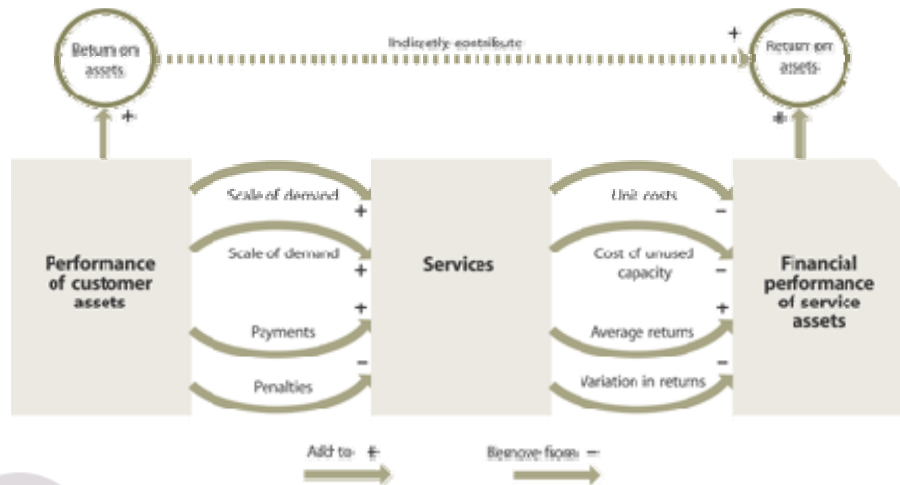 Return on
assets
Indirectly contribute
+
Return on
assets
+
+
Scale of demand
+
Unit costs
−
Performance
of customer
assets
Scale of demand
+
Services
Cost of unused
capacity
−
Financial
performance
of service
assets
+
Payments
+
Average returns
−
Penalties
−
Variation in returns
Add to +
Remove from −